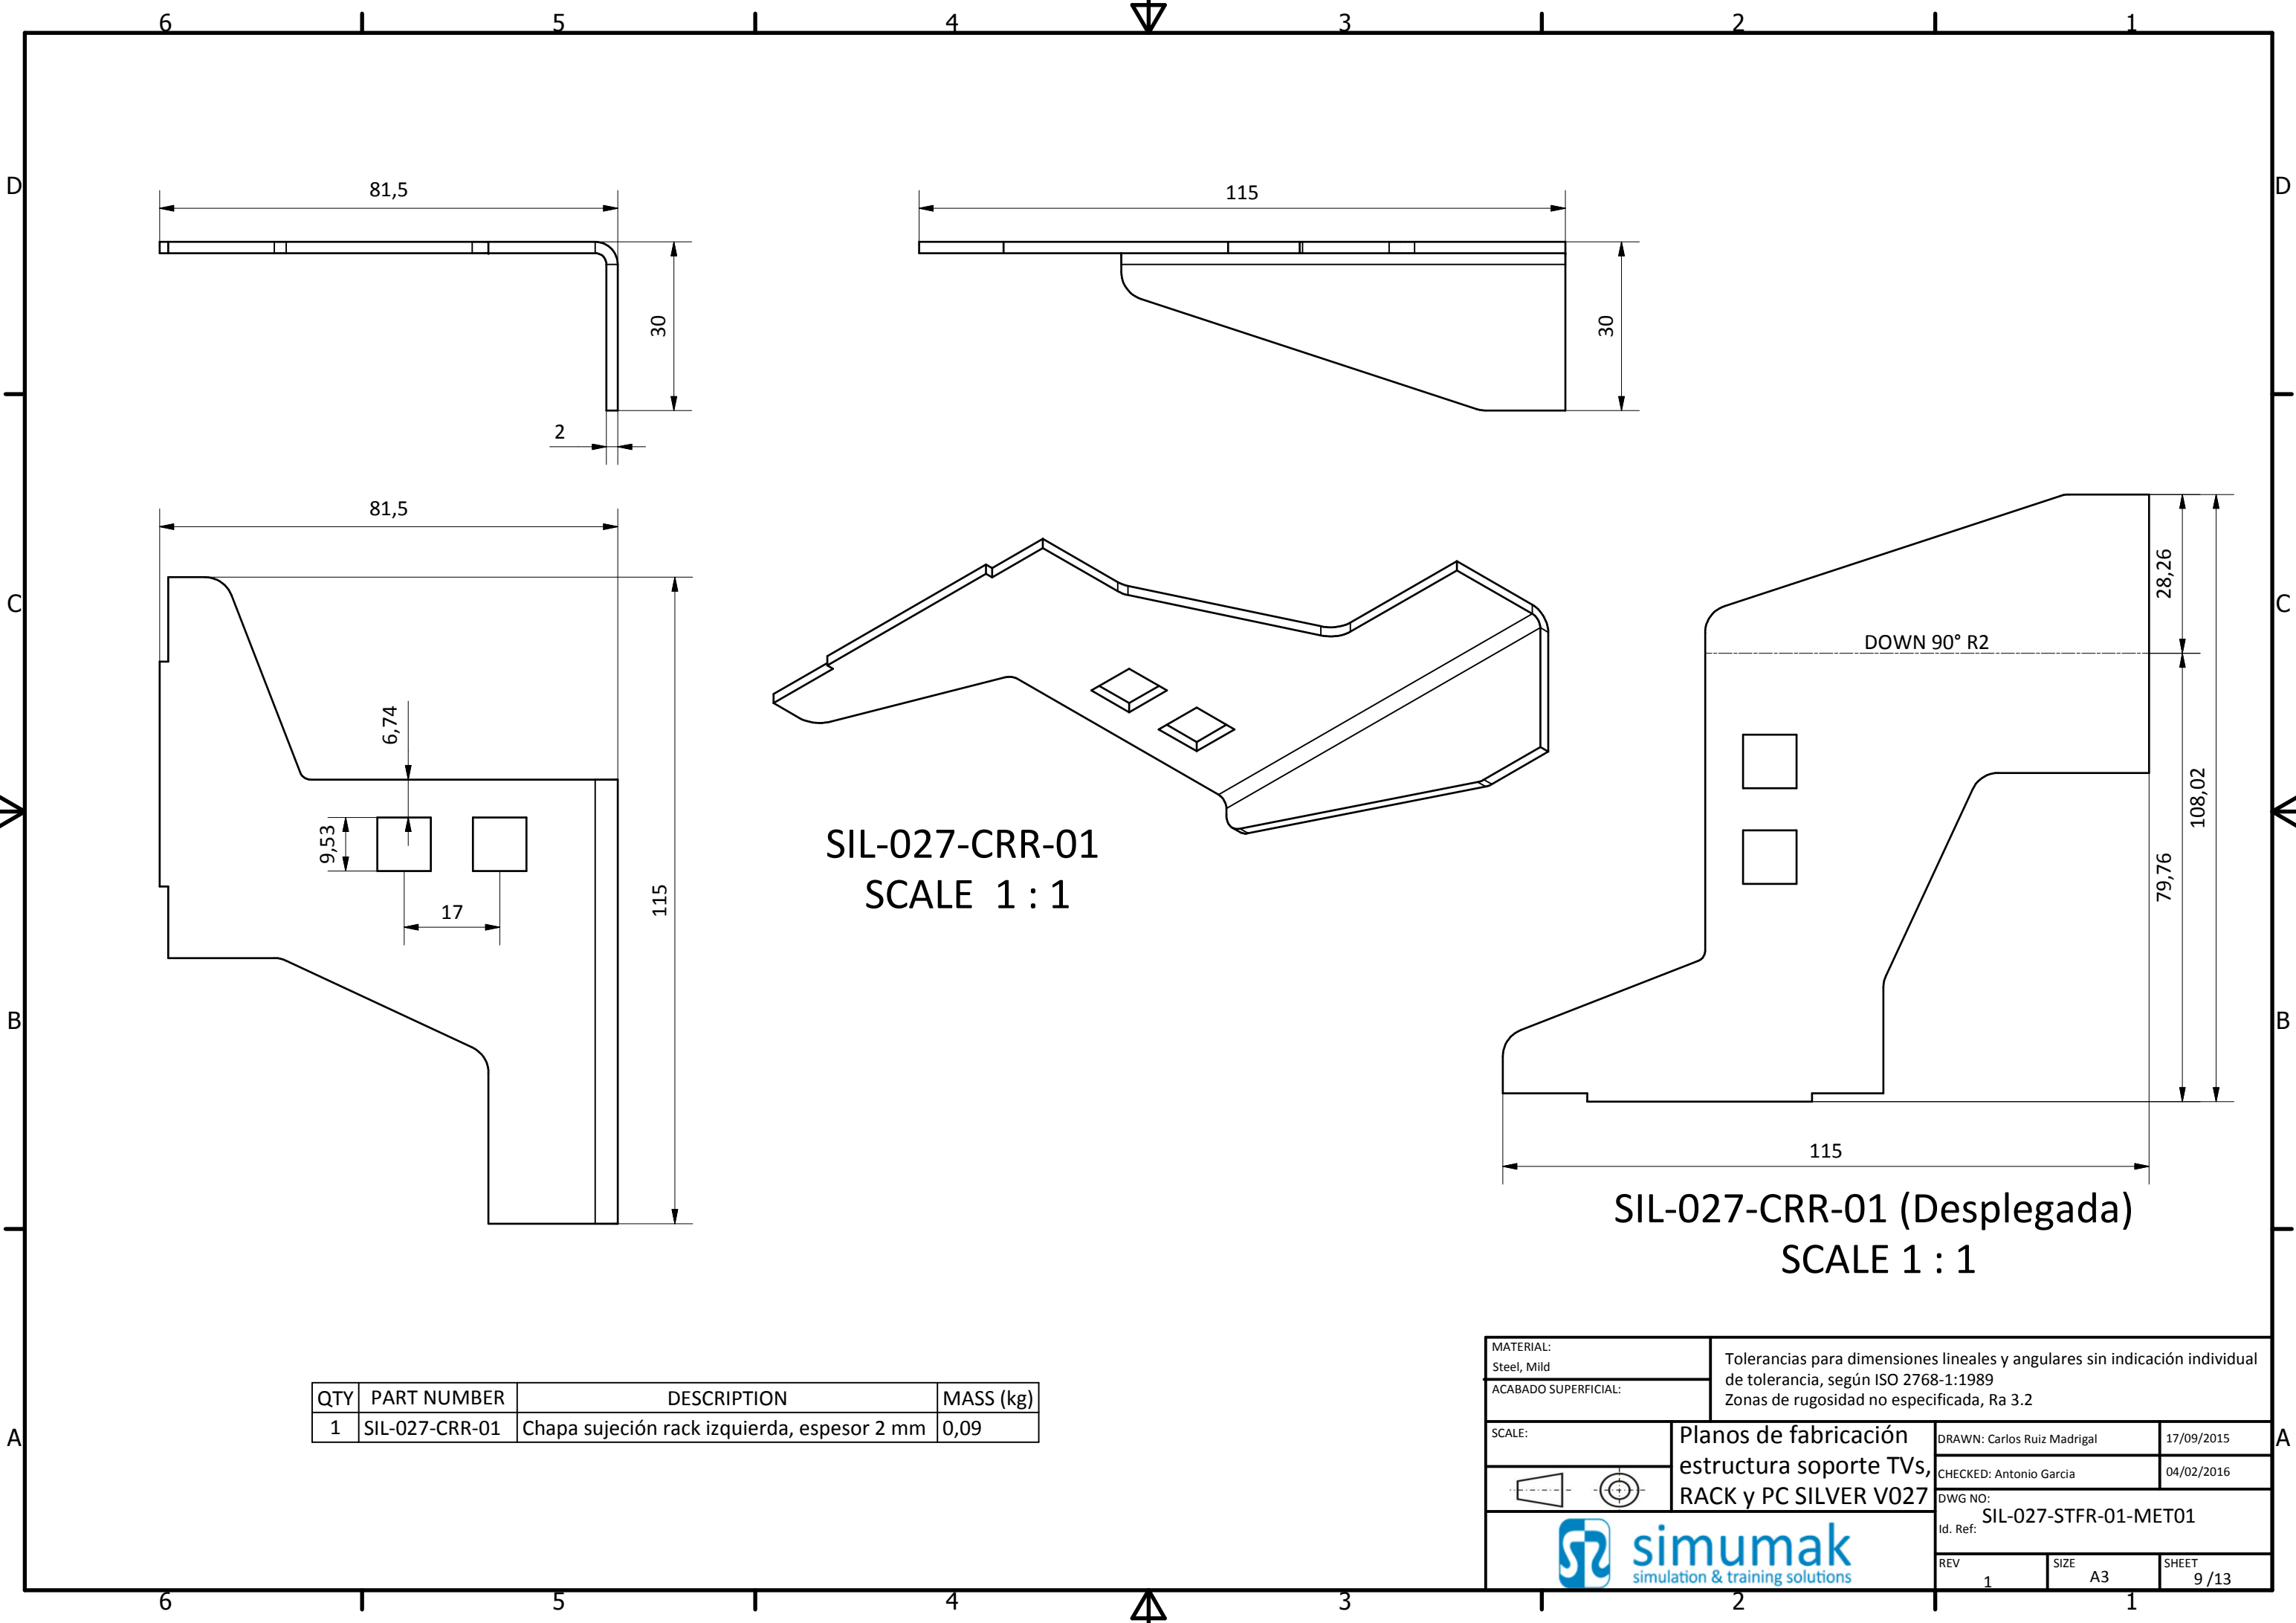 6 5 4 3 2 1
D D
C C
B B
A A
81,5
30
2
115
30
81,5
6,74
9,53
17
115
SIL-027-CRR-01
SCALE 1 : 1
DOWN 90° R2
28,26
108,02
79,76
115
SIL-027-CRR-01 (Desplegada)
SCALE 1 : 1
QTY PART NUMBER DESCRIPTION MASS (kg)
1 SIL-027-CRR-01 Chapa sujeción rack izquierda, espesor 2 mm 0,09
MATERIAL:
Steel, Mild
ACABADO SUPERFICIAL:
Tolerancias para dimensiones lineales y angulares sin indicación individual
de tolerancia, según ISO 2768-1:1989
Zonas de rugosidad no especificada, Ra 3.2
SCALE:
Planos de fabricación
estructura soporte TVs,
RACK y PC SILVER V027
DRAWN: Carlos Ruiz Madrigal 17/09/2015
CHECKED: Antonio Garcia 04/02/2016
DWG NO:
SIL-027-STFR-01-MET01
Id. Ref:
REV
1
SIZE
A3
SHEET
9 /13
simumak
simulation & training solutions
6 5 4 3 2 1